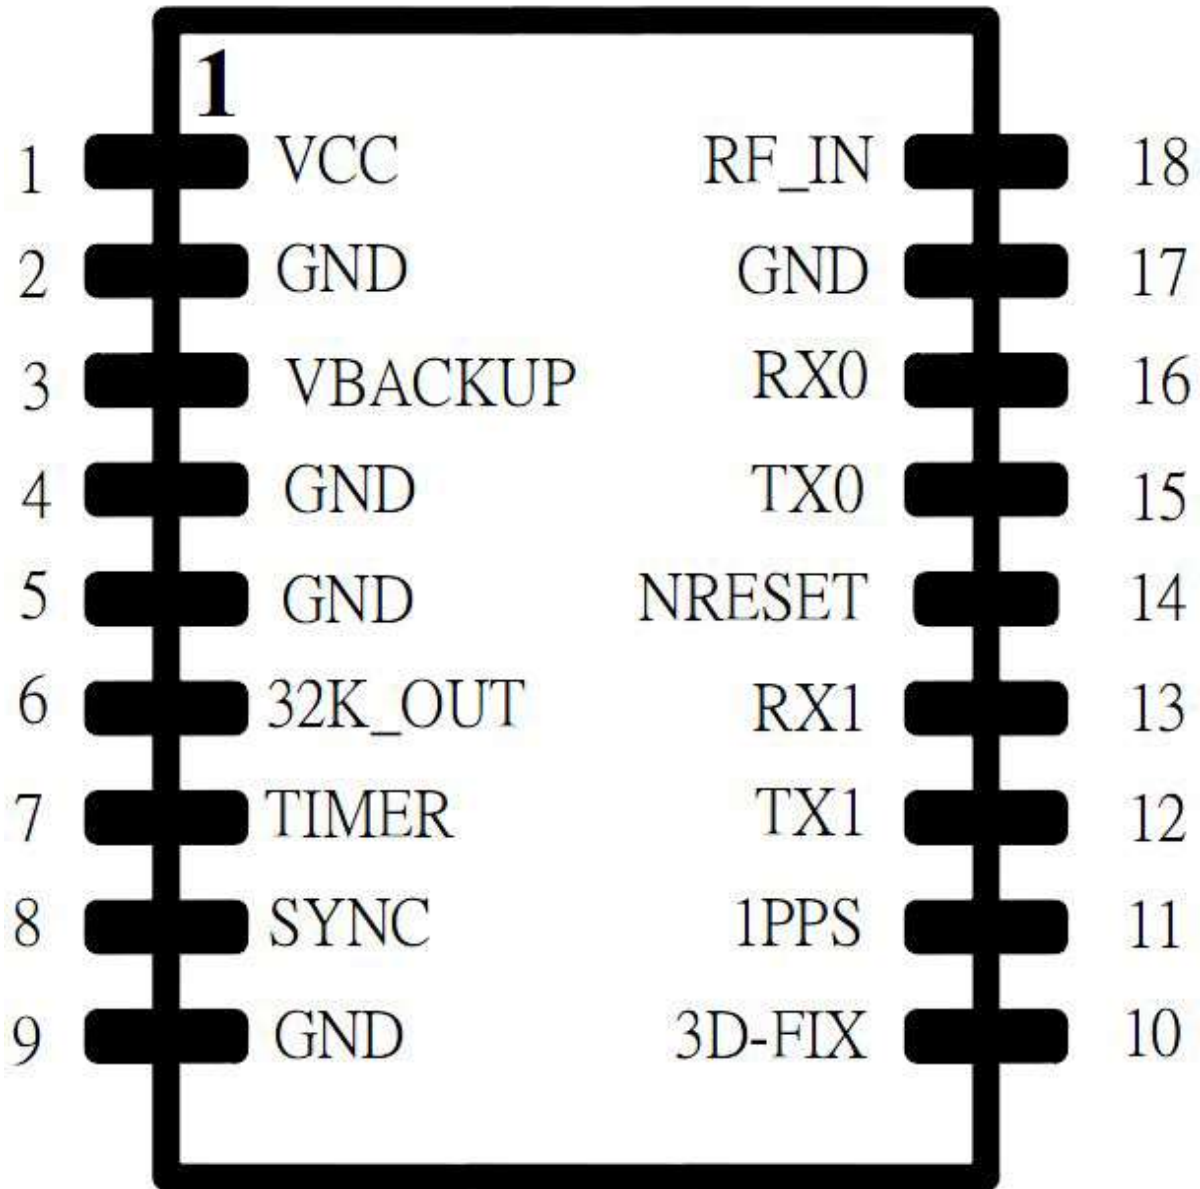 1
1 VCC RF_IN 18
2 GND GND 17
3 VBACKUP RX0 16
4 GND TX0 15
5 GND NRESET 14
6 32K_OUT RX1 13
7 TIMER TX1 12
8 SYNC 1PPS 11
9 GND 3D-FIX 10